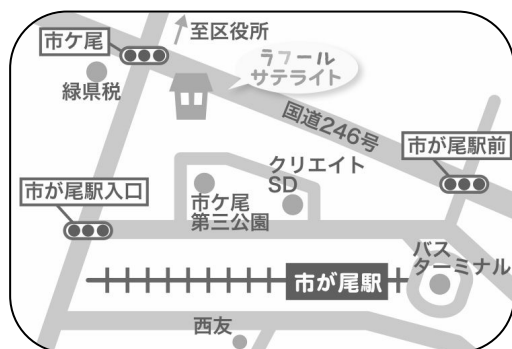 至区役所
市ケ尾
ラフール
サテライト
緑県税
国道246号
クリエイト
SD
市が尾駅前
市が尾駅入口
市ケ尾
第三公園
バス
ターミナル
市が尾駅
西友